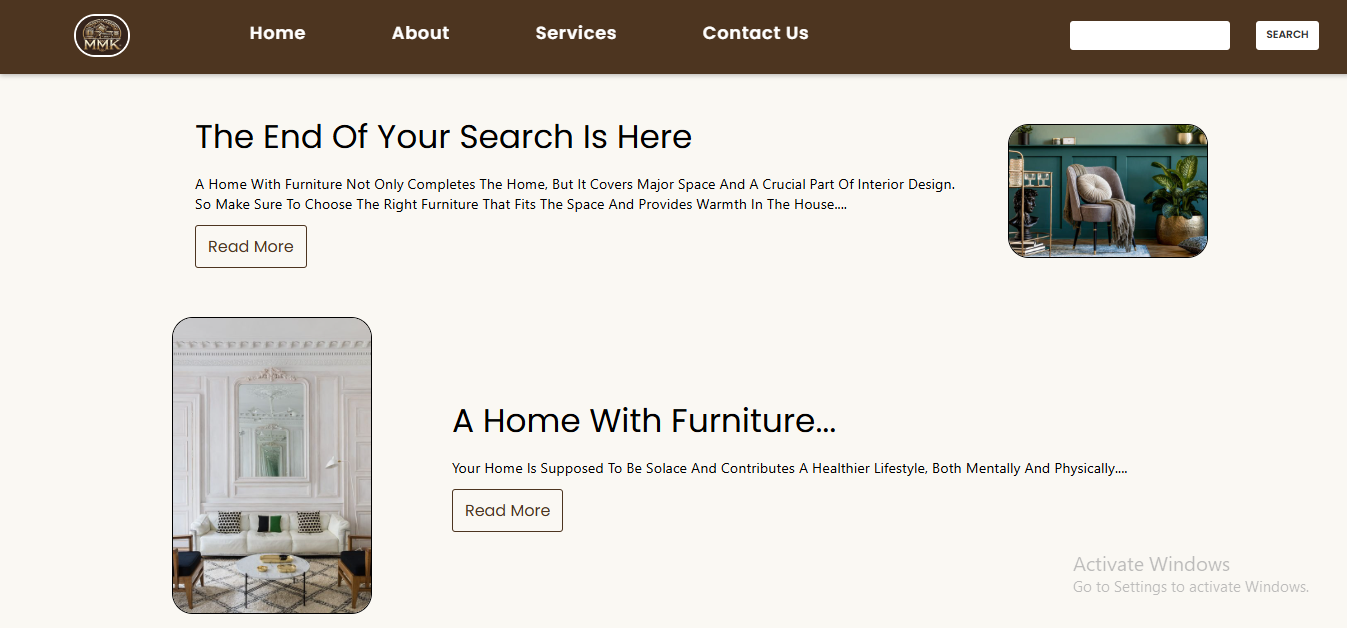 MMK
Home
About
Services
Contact Us
SEARCH
The End Of Your Search Is Here
A Home With Furniture Not Only Completes The Home, But It Covers Major Space And A Crucial Part Of Interior Design.
So Make Sure To Choose The Right Furniture That Fits The Space And Provides Warmth In The House....
Read More
A Home With Furniture...
Your Home Is Supposed To Be Solace And Contributes A Healthier Lifestyle, Both Mentally And Physically....
Read More
Activate Windows
Go to Settings to activate Windows.